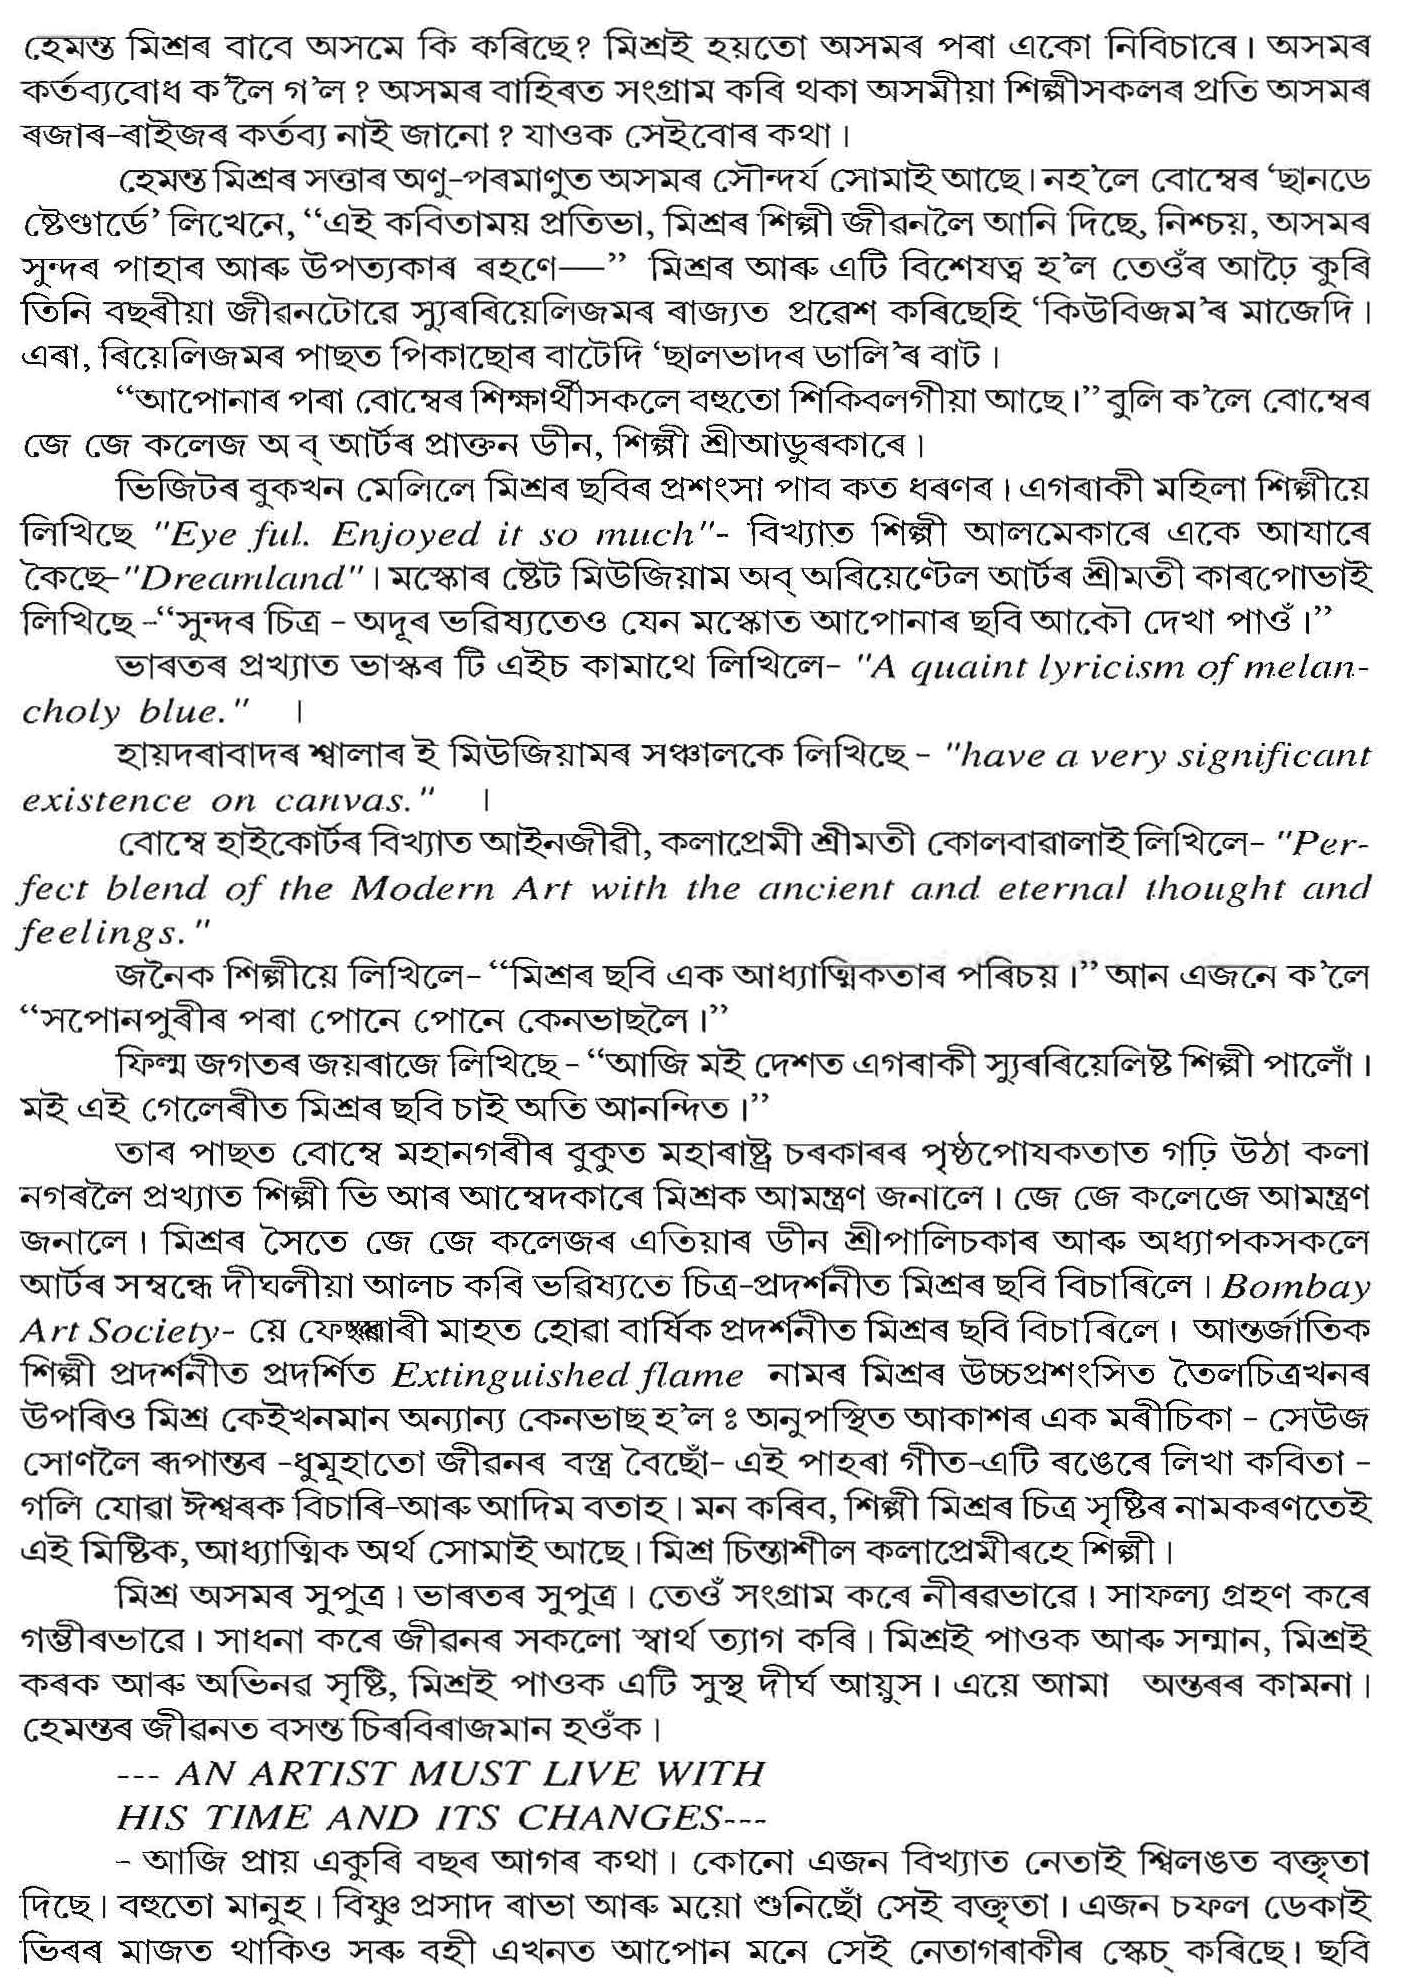 হেমন্ত মিশ্ৰৰ বাবে অসমে কি কৰিছে? মিশ্ৰই হয়তো অসমৰ পৰা একো নিবিচাৰে। অসমৰ
কৰ্তব্যবোধ ক'লৈ গ'ল ? অসমৰ বাহিৰত সংগ্ৰাম কৰি থকা অসমীয়া শিল্পীসকলৰ প্ৰতি অসমৰ
ৰজাৰ-ৰাইজৰ কৰ্তব্য নাই জানো ? যাওক সেইবোৰ কথা।
হেমন্ত মিশ্ৰৰ সত্তাৰ অণু-পৰমাণুত অসমৰ সৌন্দৰ্য সোমাই আছে। নহ'লে বোম্বেৰ ‘ছানডে
ষ্টেণ্ডাৰ্ডে’ লিখেনে, “এই কবিতাময় প্ৰতিভা, মিশ্ৰৰ শিল্পী জীৱনলৈ আনি দিছে, নিশ্চয়, অসমৰ
সুন্দৰ পাহাৰ আৰু উপত্যকাৰ ৰহণে—” মিশ্ৰৰ আৰু এটি বিশেষত্ব হ'ল তেওঁৰ আঢ়ৈ কুৰি
তিনি বছৰীয়া জীৱনটোৱে স্যুৰৰিয়েলিজমৰ ৰাজ্যত প্ৰৱেশ কৰিছেহি ‘কিউবিজম’ৰ মাজেদি।
এৰা, ৰিয়েলিজমৰ পাছত পিকাছোৰ বাটেদি ‘ছালভাদৰ ডালি’ৰ বাট।
“আপোনাৰ পৰা বোম্বেৰ শিক্ষাৰ্থীসকলে বহুতো শিকিবলগীয়া আছে।” বুলি ক'লে বোম্বেৰ
জে জে কলেজ অব্ আৰ্টৰ প্ৰাক্তন ডীন, শিল্পী শ্ৰীআডুৰকাৰে।
ভিজিটৰ বুকখন মেলিলে মিশ্ৰৰ ছবিৰ প্ৰশংসা পাব কত ধৰণৰ। এগৰাকী মহিলা শিল্পীয়ে
লিখিছে "Eye ful. Enjoyed it so much"- বিখ্যাত শিল্পী আলমেকাৰে একে আযাৰে
কৈছে-"Dreamland"। মস্কোৰ ষ্টেট মিউজিয়াম অব্ অৰিয়েণ্টেল আৰ্টৰ শ্ৰীমতী কাৰপোভাই
লিখিছে -“সুন্দৰ চিত্ৰ - অদূৰ ভৱিষ্যতেও যেন মস্কোত আপোনাৰ ছবি আকৌ দেখা পাওঁ।”
ভাৰতৰ প্ৰখ্যাত ভাস্কৰ টি এইচ কামাথে লিখিলে- "A quaint lyricism of melan-
choly blue." ।
হায়দৰাবাদৰ শ্বালাৰ ই মিউজিয়ামৰ সঞ্চালকে লিখিছে - "have a very significant
existence on canvas." ।
বোম্বে হাইকোৰ্টৰ বিখ্যাত আইনজীৱী, কলাপ্ৰেমী শ্ৰীমতী কোলবাৱালাই লিখিলে- "Per-
fect blend of the Modern Art with the ancient and eternal thought and
feelings."
জনৈক শিল্পীয়ে লিখিলে- “মিশ্ৰৰ ছবি এক আধ্যাত্মিকতাৰ পৰিচয়।” আন এজনে ক'লৈ
“সপোনপুৰীৰ পৰা পোনে পোনে কেনভাছলৈ।”
ফিল্ম জগতৰ জয়ৰাজে লিখিছে - “আজি মই দেশত এগৰাকী স্যুৰৰিয়েলিষ্ট শিল্পী পালোঁ।
মই এই গেলেৰীত মিশ্ৰৰ ছবি চাই অতি আনন্দিত।”
তাৰ পাছত বোম্বে মহানগৰীৰ বুকুত মহাৰাষ্ট্ৰ চৰকাৰৰ পৃষ্ঠপোযকতাত গঢ়ি উঠা কলা
নগৰলৈ প্ৰখ্যাত শিল্পী ভি আৰ আম্বেদকাৰে মিশ্ৰক আমন্ত্ৰণ জনালে। জে জে কলেজে আমন্ত্ৰণ
জনালে। মিশ্ৰৰ সৈতে জে জে কলেজৰ এতিয়াৰ ডীন শ্ৰীপালিচকাৰ আৰু অধ্যাপকসকলে
আৰ্টৰ সম্বন্ধে দীঘলীয়া আলচ কৰি ভৱিষ্যতে চিত্ৰ-প্ৰদৰ্শনীত মিশ্ৰৰ ছবি বিচাৰিলে। Bombay
Art Society- য়ে মাহত হোৱা বাৰ্ষিক প্ৰদৰ্শনীত মিশ্ৰৰ ছবি বিচাৰিলে। আন্তৰ্জাতিক
শিল্পী প্ৰদৰ্শনীত প্ৰদৰ্শিত Extinguished flame নামৰ মিশ্ৰৰ উচ্চপ্ৰশংসিত তৈলচিত্ৰখনৰ
উপৰিও মিশ্ৰ কেইখনমান অন্যান্য কেনভাছ হ'ল ঃ অনুপস্থিত আকাশৰ এক মৰীচিকা - সেউজ
সোণলৈ ৰূপান্তৰ -ধুমূহাতো জীৱনৰ বস্ত্ৰ বৈছোঁ- এই পাহৰা গীত-এটি ৰঙেৰে লিখা কবিতা -
গলি যোৱা ঈশ্বৰক বিচাৰি-আৰু আদিম বতাহ। মন কৰিব, শিল্পী মিশ্ৰৰ চিত্ৰ সৃষ্টিৰ নামকৰণতেই
এই মিষ্টিক, আধ্যাত্মিক অৰ্থ সোমাই আছে। মিশ্ৰ চিন্তাশীল কলাপ্ৰেমীৰহে শিল্পী।
মিশ্ৰ অসমৰ সুপুত্ৰ। ভাৰতৰ সুপুত্ৰ। তেওঁ সংগ্ৰাম কৰে নীৰৱভাৱে। সাফল্য গ্ৰহণ কৰে
গম্ভীৰভাৱে। সাধনা কৰে জীৱনৰ সকলো স্বাৰ্থ ত্যাগ কৰি। মিশ্ৰই পাওক আৰু সন্মান, মিশ্ৰই
কৰক আৰু অভিনৱ সৃষ্টি, মিশ্ৰই পাওক এটি সুস্থ দীৰ্ঘ আয়ুস। এয়ে আমা অন্তৰৰ কামনা।
হেমন্তৰ জীৱনত বসন্ত চিৰবিৰাজমান হওঁক।
--- AN ARTIST MUST LIVE WITH
HIS TIME AND ITS CHANGES---
- আজি প্ৰায় একুৰি বছৰ আগৰ কথা। কোনো এজন বিখ্যাত নেতাই শ্বিলঙত বক্তৃতা
দিছে। বহুতো মানুহ। বিষ্ণু প্ৰসাদ ৰাভা আৰু ময়ো শুনিছোঁ সেই বক্তৃতা। এজন চফল ডেকাই
ভিৰৰ মাজত থাকিও সৰু বহী এখনত আপোন মনে সেই নেতাগৰাকীৰ স্কেচ্ কৰিছে। ছবি